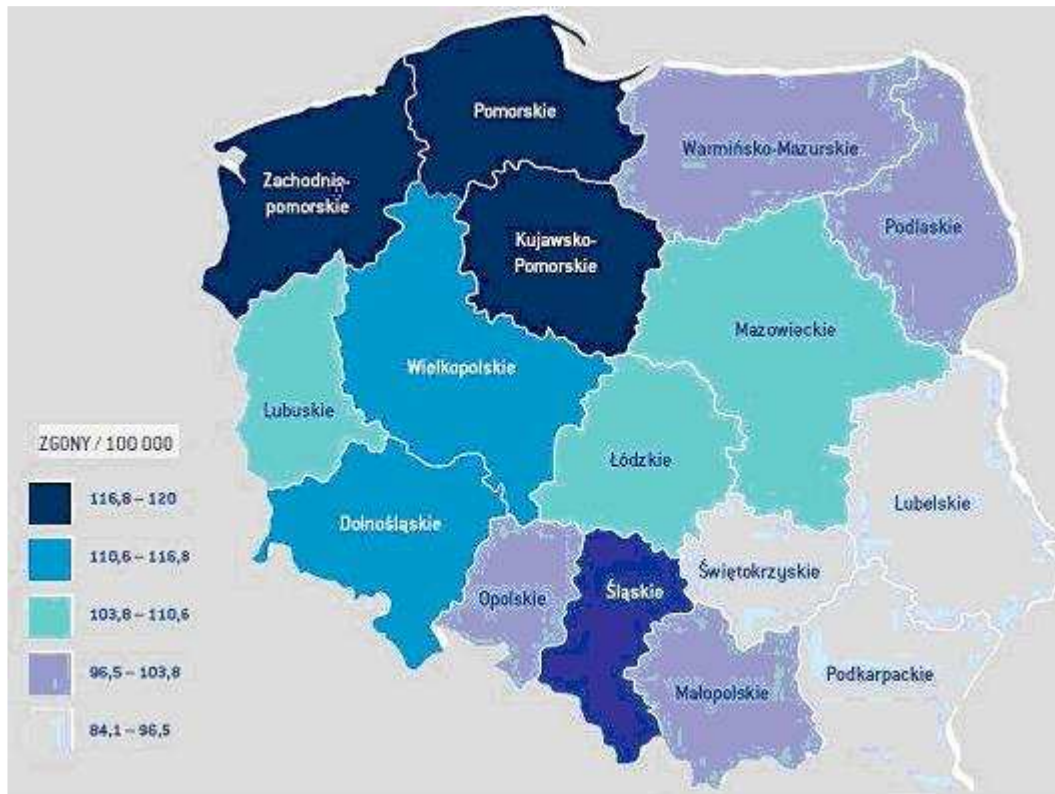 Pomorskie
Warmińsko-Mazurskie
Zachodnio-
pomorskie
Podlaskie
Kujawsko-
Pomorskie
Mazowieckie
Wielkopolskie
Lubuskie
Łódzkie
ZGONY / 100 000
116,8 – 120
110,6 – 116,8
103,8 – 110,6
96,5 – 103,8
84,1 – 96,5
Dolnośląskie
Lubelskie
Świętokrzyskie
Opolskie
Śląskie
Podkarpackie
Małopolskie